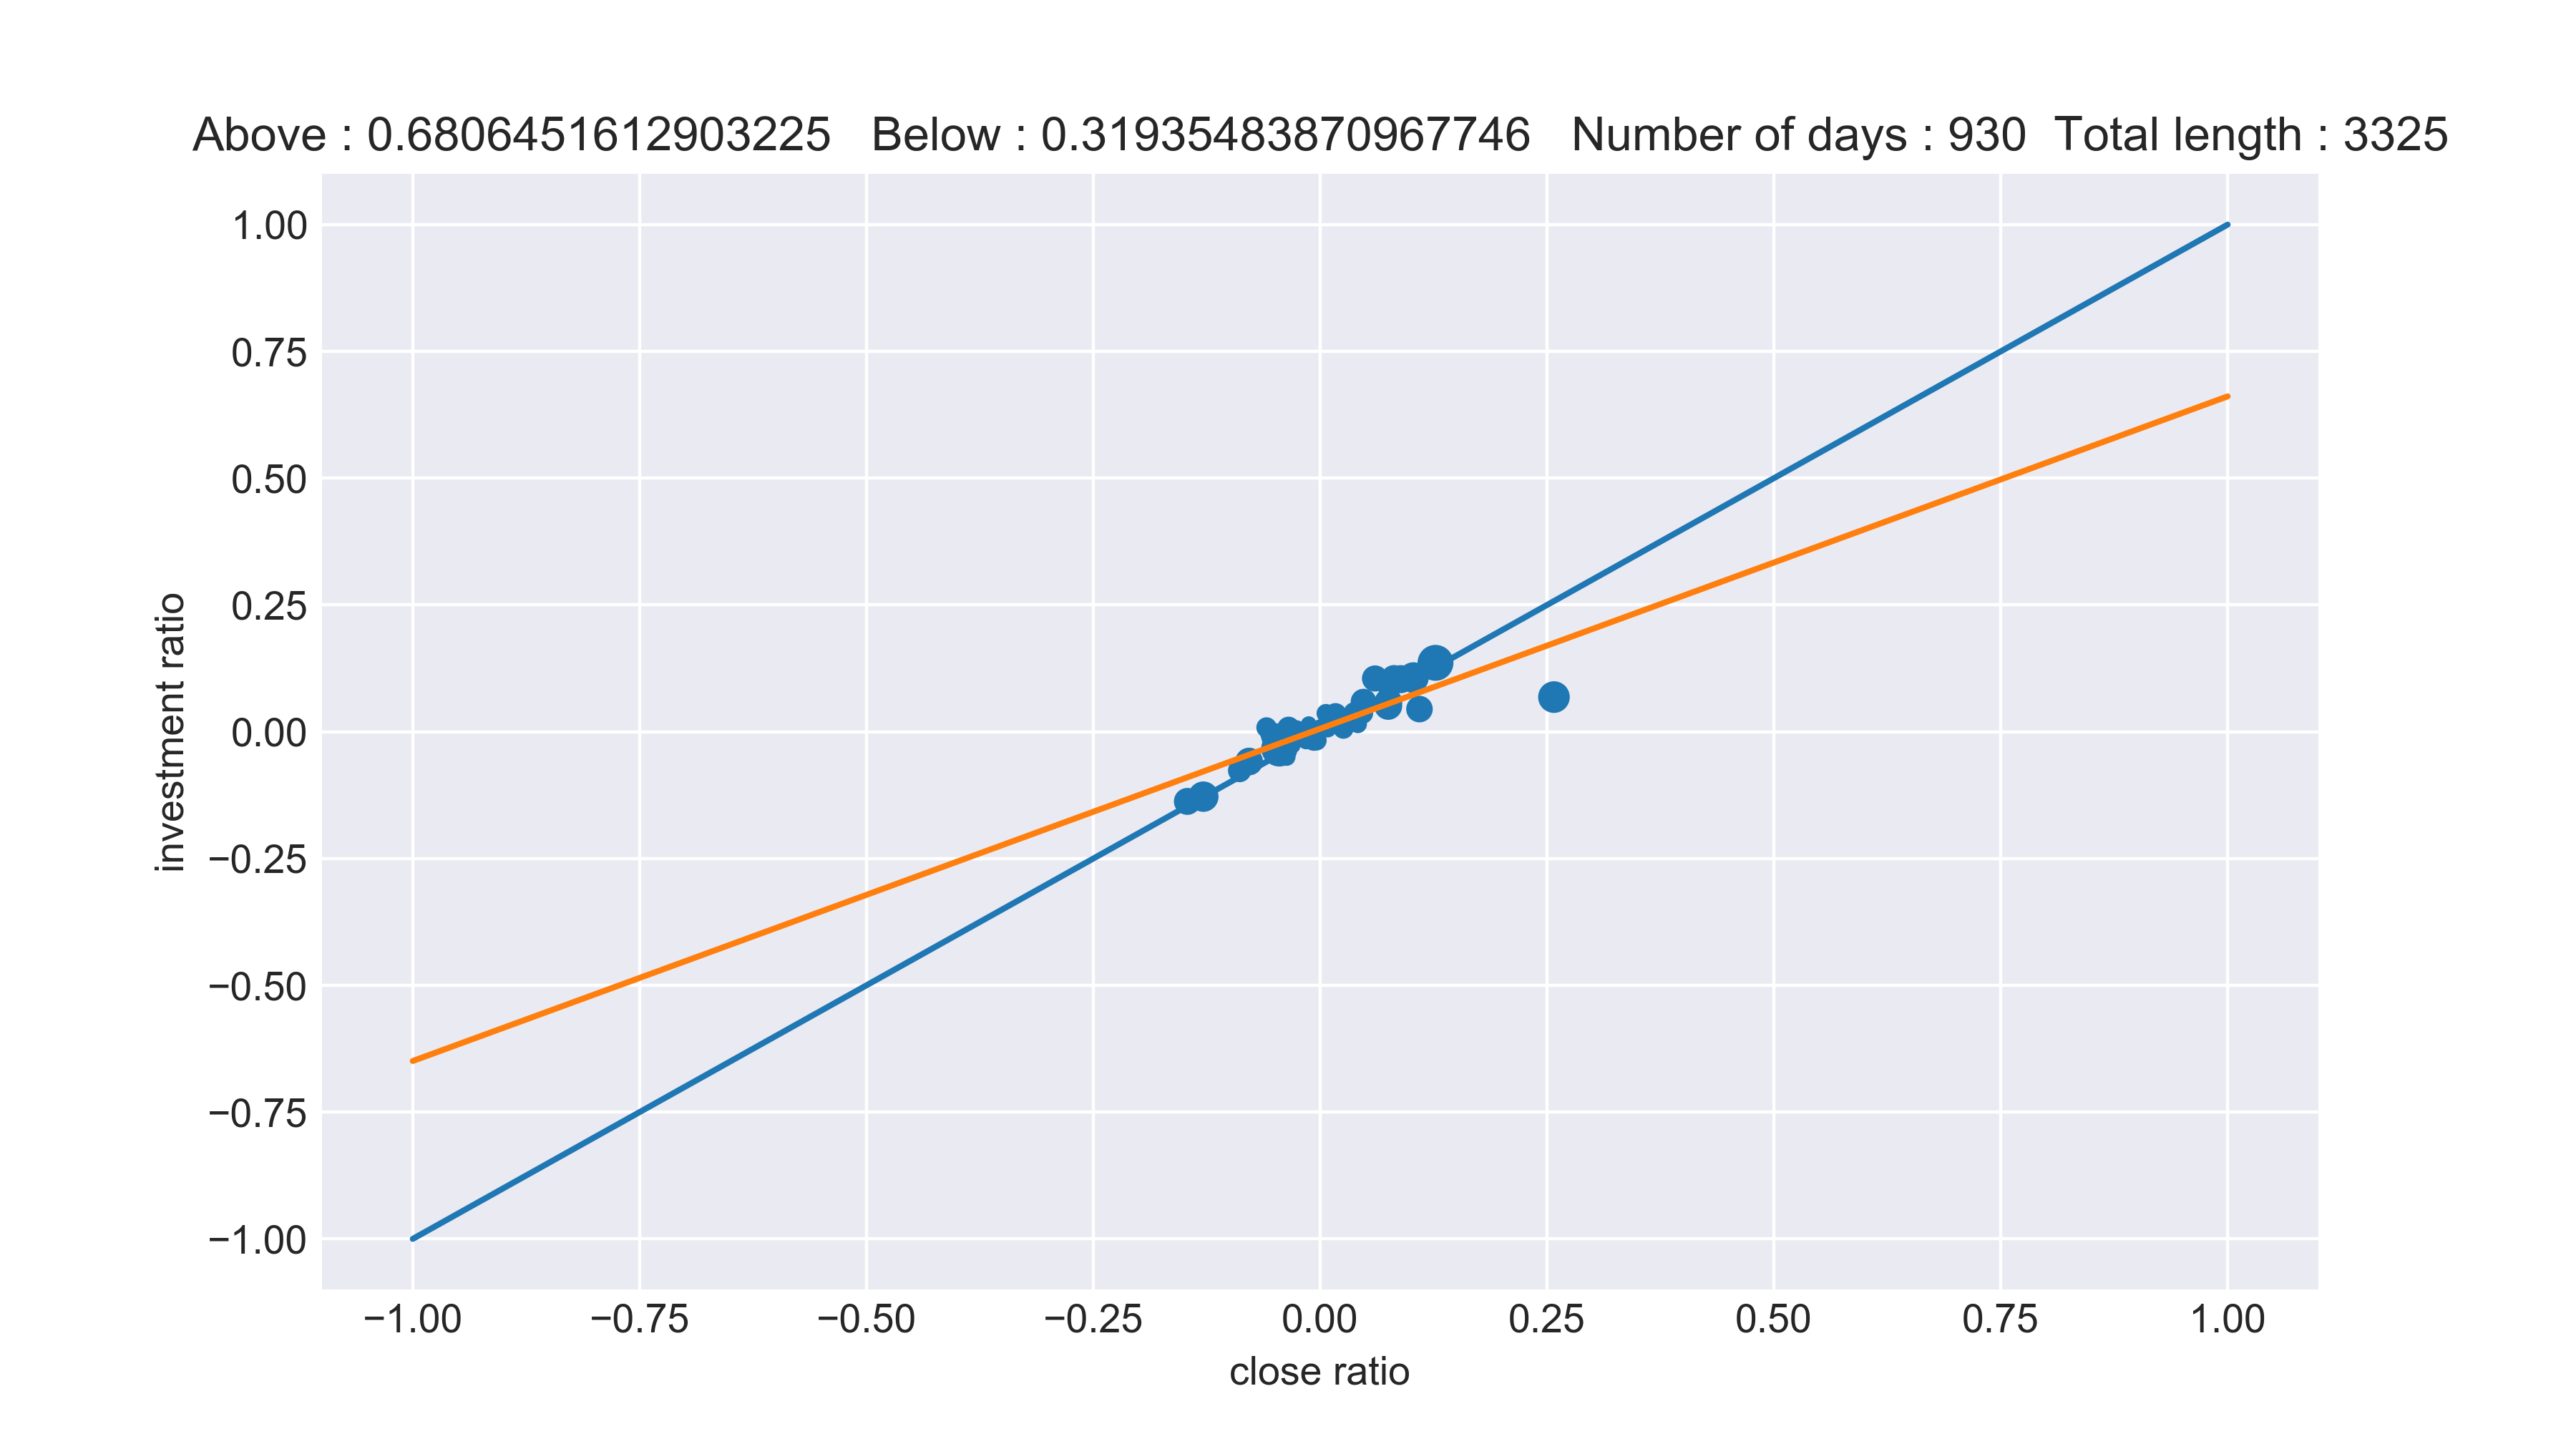 Above : 0.6806451612903225   Below : 0.31935483870967746   Number of days : 930  Total length : 3325
1.00
0.75
0.50
0.25
0.00
−0.25
−0.50
−0.75
−1.00
investment ratio
−1.00 −0.75 −0.50 −0.25 0.00 0.25 0.50 0.75 1.00
close ratio